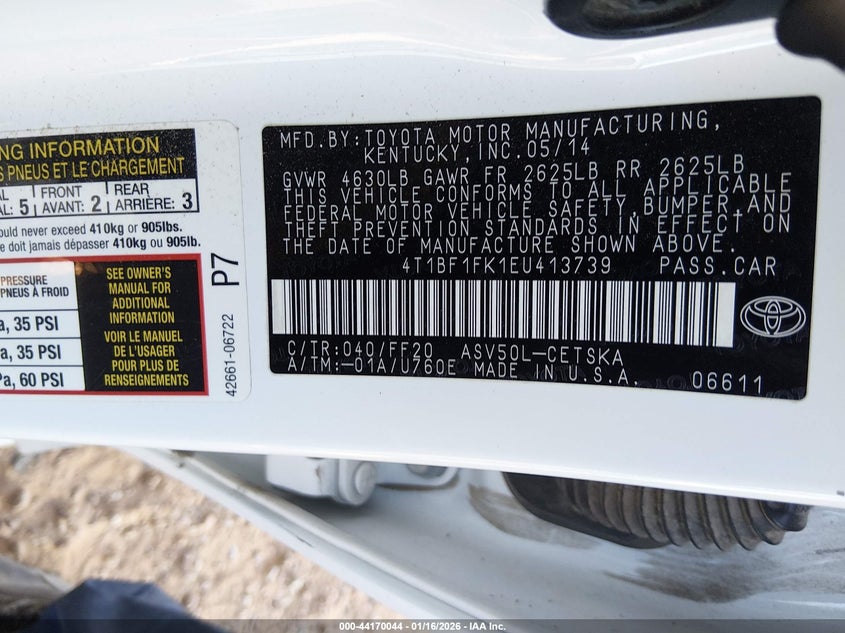 NG INFORMATION
S PNEUS ET LE CHARGEMENT
AL: 5 FRONT AVANT: 2 REAR ARRIÈRE: 3
ould never exceed 410kg or 905lbs.
e doit jamais dépasser 410kg ou 905lb.
PRESSURE
PNEUS À FROID
a, 35 PSI
a, 35 PSI
Pa, 60 PSI
SEE OWNER'S
MANUAL FOR
ADDITIONAL
INFORMATION
VOIR LE MANUEL
DE L'USAGER
POUR PLUS DE
RENSEIGNEMENTS
P7
42661-06722
MFD.BY:TOYOTA MOTOR MANUFACTURING,
KENTUCKY,INC.05/14
GVWR 4630LB GAWR FR 2625LB RR 2625LB
THIS VEHICLE CONFORMS TO ALL APPLICABLE
FEDERAL MOTOR VEHICLE SAFETY,BUMPER,AND
THEFT PREVENTION STANDARDS IN EFFECT ON
THE DATE OF MANUFACTURE SHOWN ABOVE.
4T1BF1FK1EU413739 PASS.CAR
C/TR:040/FF20 ASV50L-CETSKA
A/TM:-01A/U760E MADE IN U.S.A. 06611
000-44170044 - 01/16/2026 - IAA Inc.